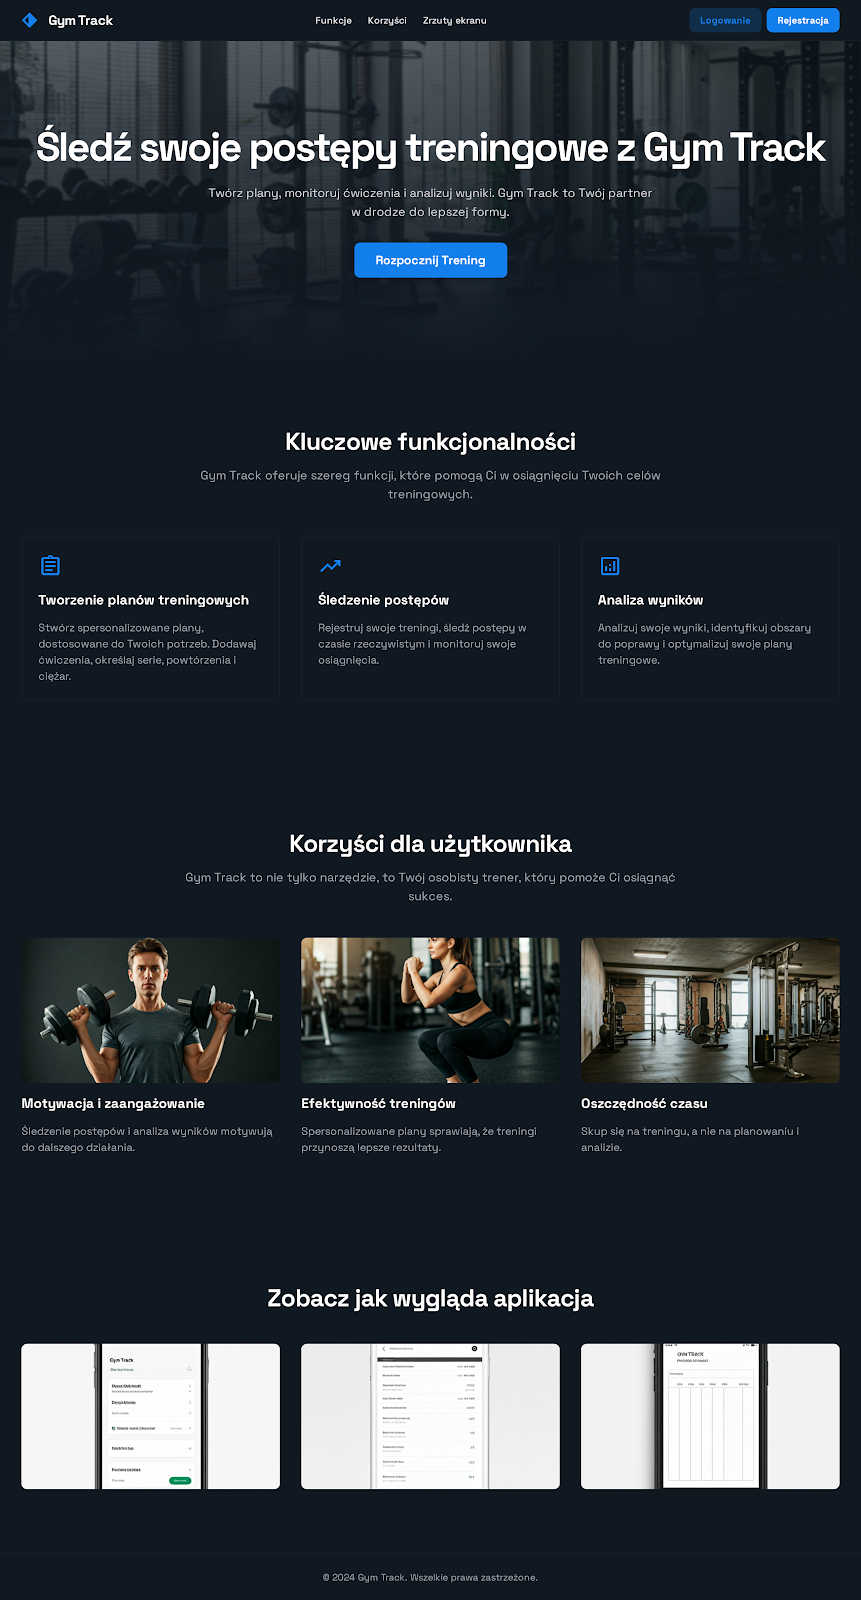 Gym Track
Funkcje
Korzyści
Zrzuty ekranu
Logowanie
Rejestracja
Śledź swoje postępy treningowe z Gym Track
Twórz plany, monitoruj ćwiczenia i analizuj wyniki. Gym Track to Twój partner
w drodze do lepszej formy.
Rozpocznij Trening
Kluczowe funkcjonalności
Gym Track oferuje szereg funkcji, które pomogą Ci w osiągnięciu Twoich celów
treningowych.
Tworzenie planów treningowych
Stwórz spersonalizowane plany,
dostosowane do Twoich potrzeb. Dodawaj
ćwiczenia, określaj serie, powtórzenia i
ciężar.
Śledzenie postępów
Rejestruj swoje treningi, śledź postępy w
czasie rzeczywistym i monitoruj swoje
osiągnięcia.
Analiza wyników
Analizuj swoje wyniki, identyfikuj obszary
do poprawy i optymalizuj swoje plany
treningowe.
Korzyści dla użytkownika
Gym Track to nie tylko narzędzie, to Twój osobisty trener, który pomoże Ci osiągnąć
sukces.
Motywacja i zaangażowanie
Śledzenie postępów i analiza wyników motywują
do dalszego działania.
Efektywność treningów
Spersonalizowane plany sprawiają, że treningi
przynoszą lepsze rezultaty.
Oszczędność czasu
Skup się na treningu, a nie na planowaniu i
analizie.
Zobacz jak wygląda aplikacja
Gym Track
© 2024 Gym Track. Wszelkie prawa zastrzeżone.